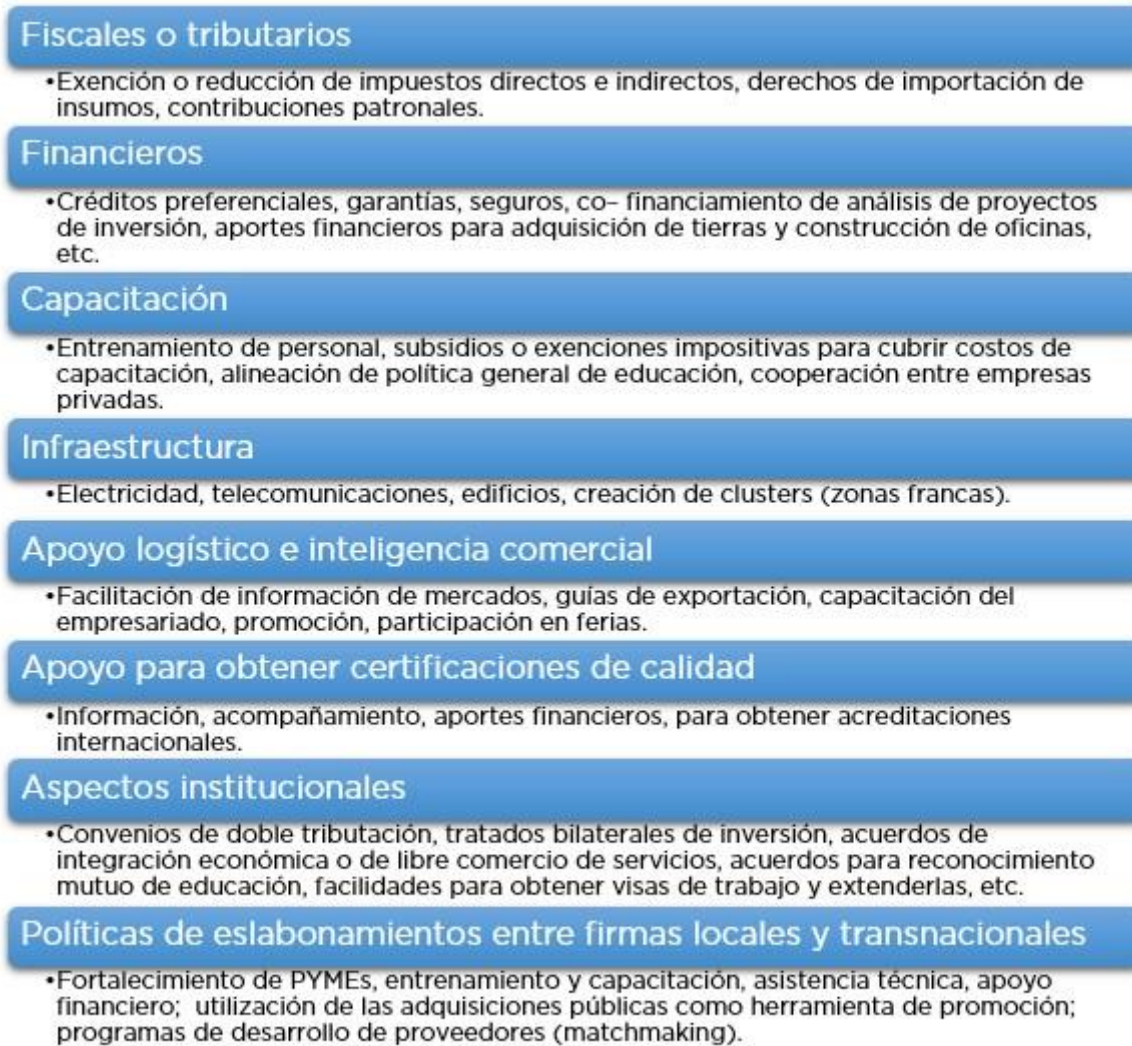 Fiscales o tributarios
•Exención o reducción de impuestos directos e indirectos, derechos de importación de
insumos, contribuciones patronales.
Financieros
•Créditos preferenciales, garantías, seguros, co- financiamiento de análisis de proyectos
de inversión, aportes financieros para adquisición de tierras y construcción de oficinas,
etc.
Capacitación
•Entrenamiento de personal, subsidios o exenciones impositivas para cubrir costos de
capacitación, alineación de política general de educación, cooperación entre empresas
privadas.
Infraestructura
•Electricidad, telecomunicaciones, edificios, creación de clusters (zonas francas).
Apoyo logístico e inteligencia comercial
•Facilitación de información de mercados, guías de exportación, capacitación del
empresariado, promoción, participación en ferias.
Apoyo para obtener certificaciones de calidad
•Información, acompañamiento, aportes financieros, para obtener acreditaciones
internacionales.
Aspectos institucionales
•Convenios de doble tributación, tratados bilaterales de inversión, acuerdos de
integración económica o de libre comercio de servicios, acuerdos para reconocimiento
mutuo de educación, facilidades para obtener visas de trabajo y extenderlas, etc.
Políticas de eslabonamientos entre firmas locales y transnacionales
•Fortalecimiento de PYMEs, entrenamiento y capacitación, asistencia técnica, apoyo
financiero; utilización de las adquisiciones públicas como herramienta de promoción;
programas de desarrollo de proveedores (matchmaking).